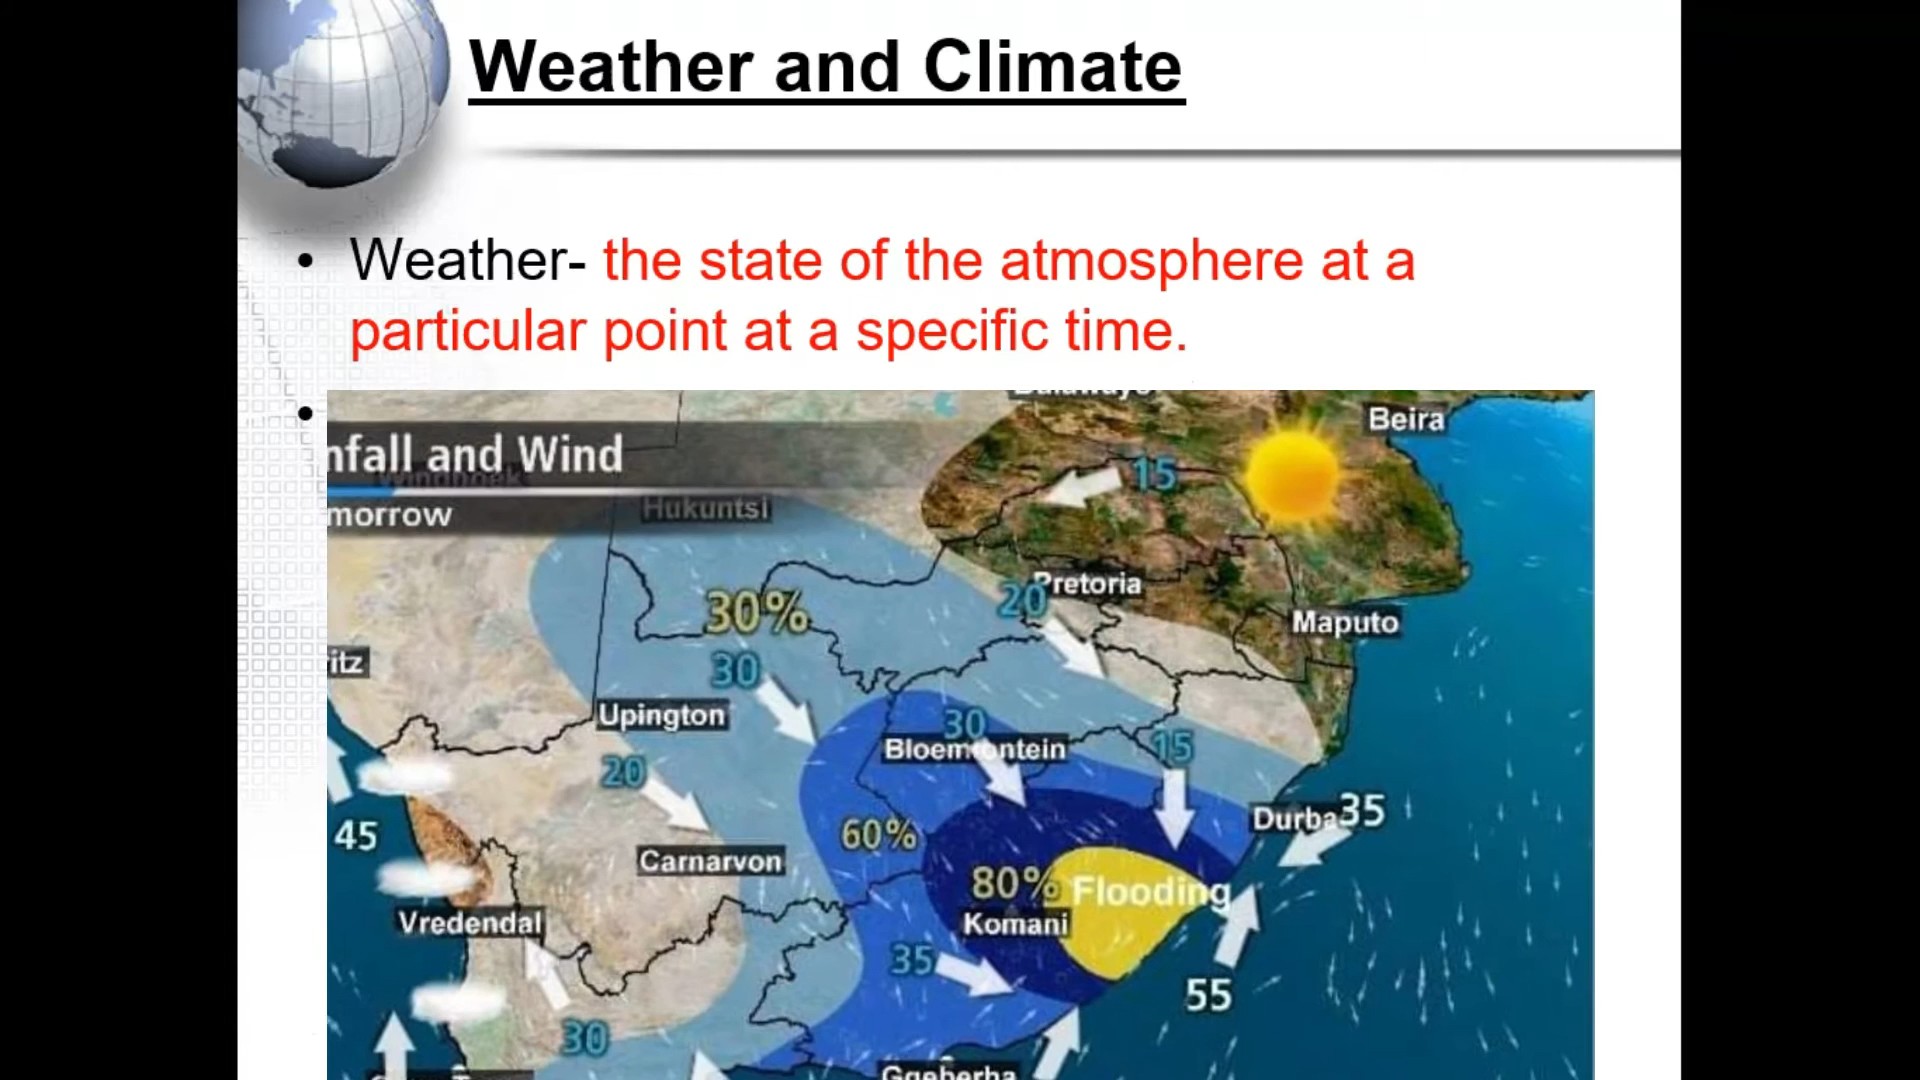 Weather and Climate
• Weather- the state of the atmosphere at a
particular point at a specific time.
•
Beira
nfall and Wind
15
morrow
Hukuntsi
Pretoria
20
30%
Maputo
itz
30
Upington
30
Bloemfontein
15
20
35
Durba
45
60%
Carnarvon
80%
Flooding
Vredendal
Komani
35
55
30
Gqeberha